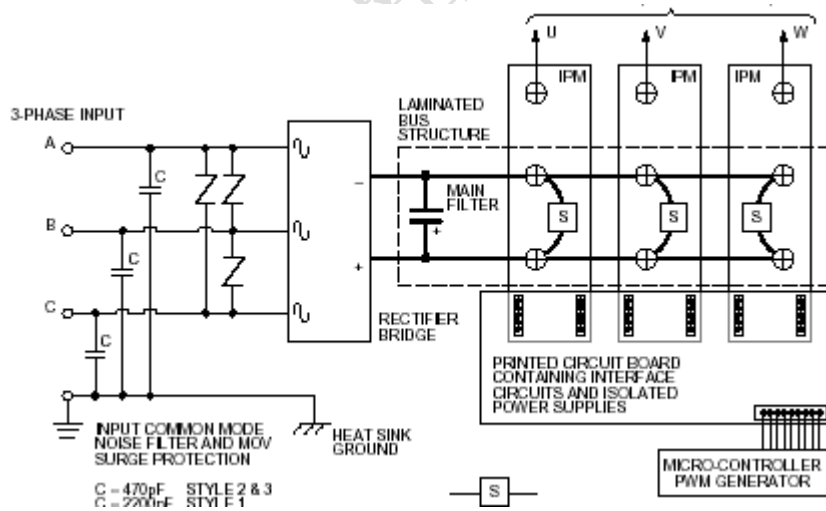 U
V
W
IPM
IPM
IPM
3-PHASE INPUT
LAMINATED
BUS
STRUCTURE
A
C
–
MAIN
FILTER
+
S
S
S
B
C
+
C
C
RECTIFIER
BRIDGE
PRINTED CIRCUIT BOARD
CONTAINING INTERFACE
CIRCUITS AND ISOLATED
POWER SUPPLIES
INPUT COMMON MODE
NOISE FILTER AND MOV
SURGE PROTECTION
HEAT SINK
GROUND
MICRO-CONTROLLER
PWM GENERATOR
C – 470pF STYLE 2 & 3
C – 2200pF STYLE 1
S